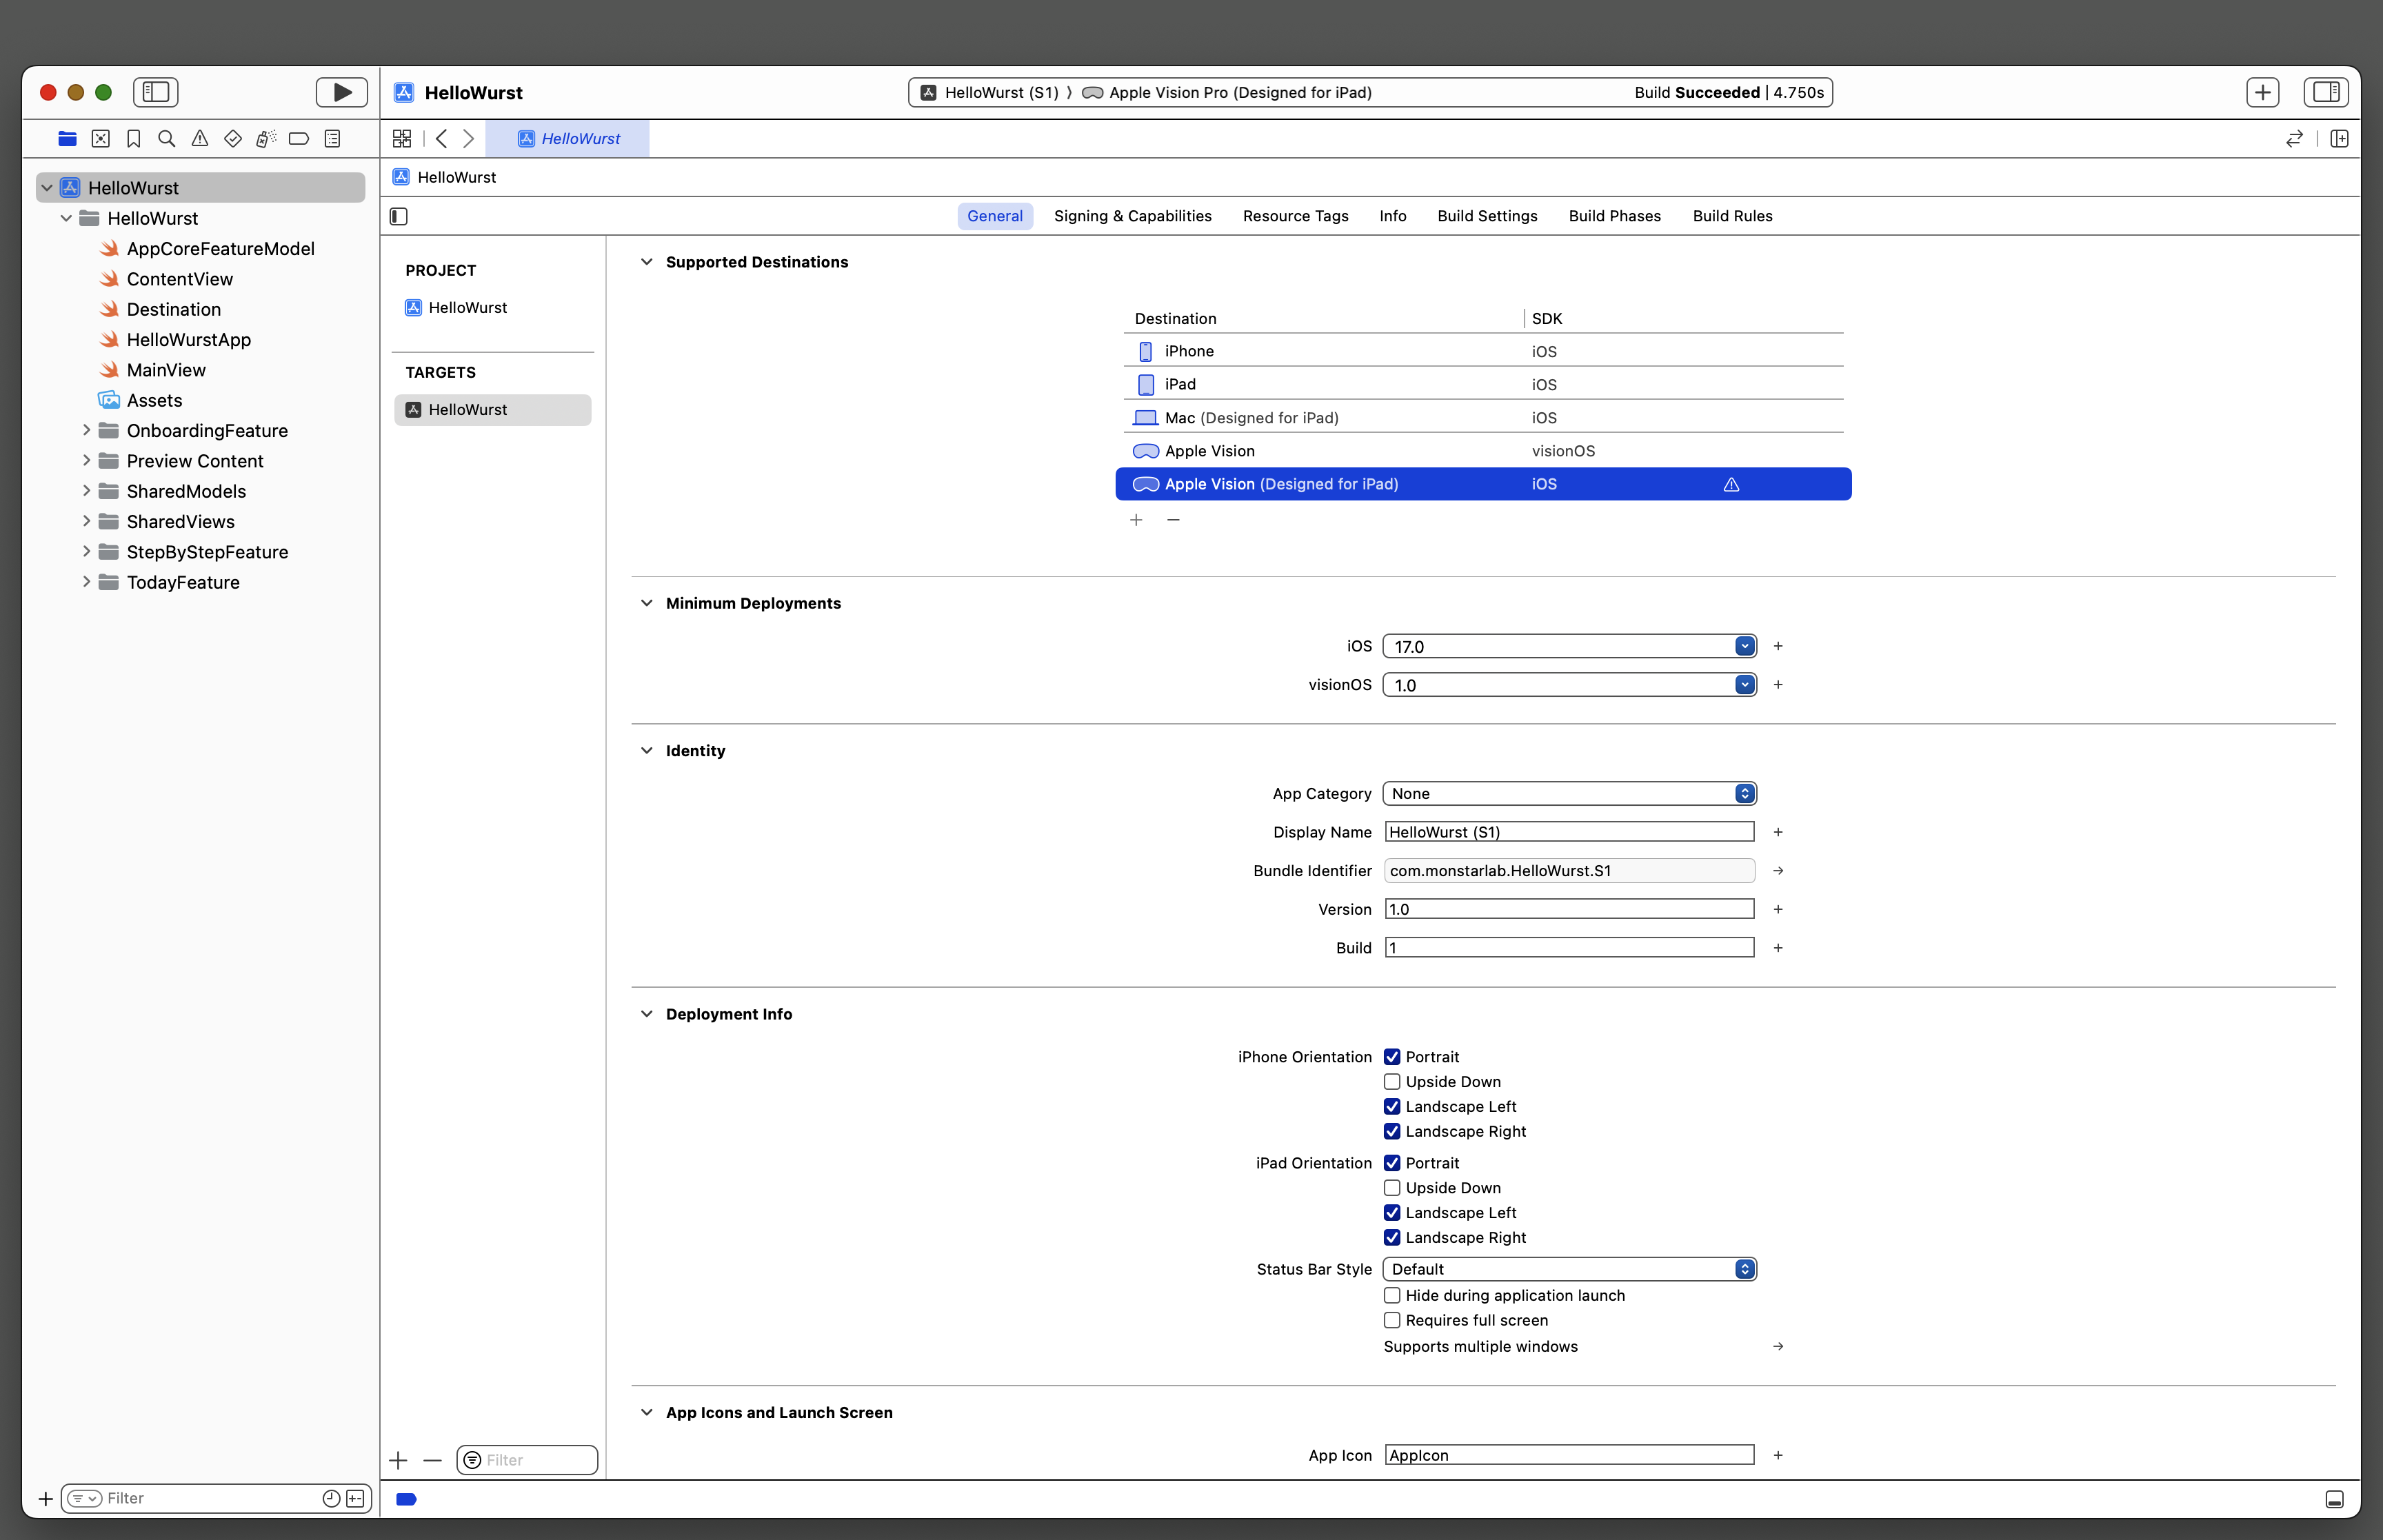 HelloWurst
HelloWurst (S1) 〉 Apple Vision Pro (Designed for iPad)
Build Succeeded | 4.750s
HelloWurst
HelloWurst
HelloWurst
HelloWurst
AppCoreFeatureModel
ContentView
Destination
HelloWurstApp
MainView
Assets
OnboardingFeature
Preview Content
SharedModels
SharedViews
StepByStepFeature
TodayFeature
Filter
General
Signing & Capabilities
Resource Tags
Info
Build Settings
Build Phases
Build Rules
PROJECT
HelloWurst
TARGETS
HelloWurst
Filter
Supported Destinations
Destination SDK
iPhone iOS
iPad iOS
Mac (Designed for iPad) iOS
Apple Vision visionOS
Apple Vision (Designed for iPad) iOS
Minimum Deployments
iOS 17.0
visionOS 1.0
Identity
App Category None
Display Name HelloWurst (S1)
Bundle Identifier com.monstarlab.HelloWurst.S1
Version 1.0
Build 1
Deployment Info
iPhone Orientation Portrait
Upside Down
Landscape Left
Landscape Right
iPad Orientation Portrait
Upside Down
Landscape Left
Landscape Right
Status Bar Style Default
Hide during application launch
Requires full screen
Supports multiple windows
App Icons and Launch Screen
App Icon AppIcon